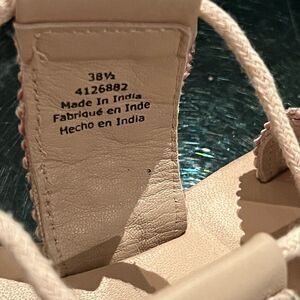 38½
4126882
Made In India
Fabriqué en Inde
Hecho en India